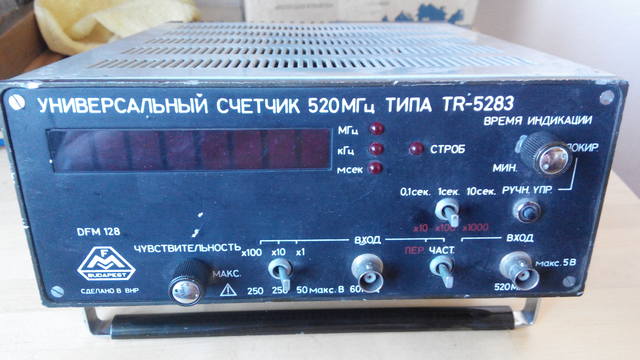 УНИВЕРСАЛЬНЫЙ СЧЕТЧИК 520МГц ТИПА TR-5283
ВРЕМЯ ИНДИКАЦИИ
МГц
кГц
мсек
СТРОБ
МИН.
0,1сек. 1сек. 10сек.
РУЧН. УПР.
x10 x100 x1000
DFM 128
ЧУВСТВИТЕЛЬНОСТЬ
x100 x10 x1
ВХОД
ПЕР. ЧАСТ.
ВХОД
FM
BUDAPEST
СДЕЛАНО В ВНР
МАКС.
250 250 50 макс. В
макс. 5 В